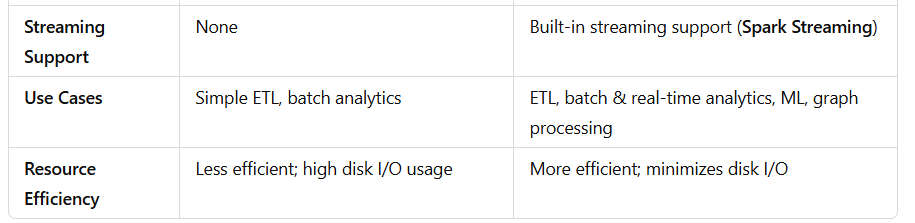 Streaming Support
None
Built-in streaming support (Spark Streaming)
Use Cases
Simple ETL, batch analytics
ETL, batch & real-time analytics, ML, graph
processing
Resource
Efficiency
Less efficient; high disk I/O usage
More efficient; minimizes disk I/O